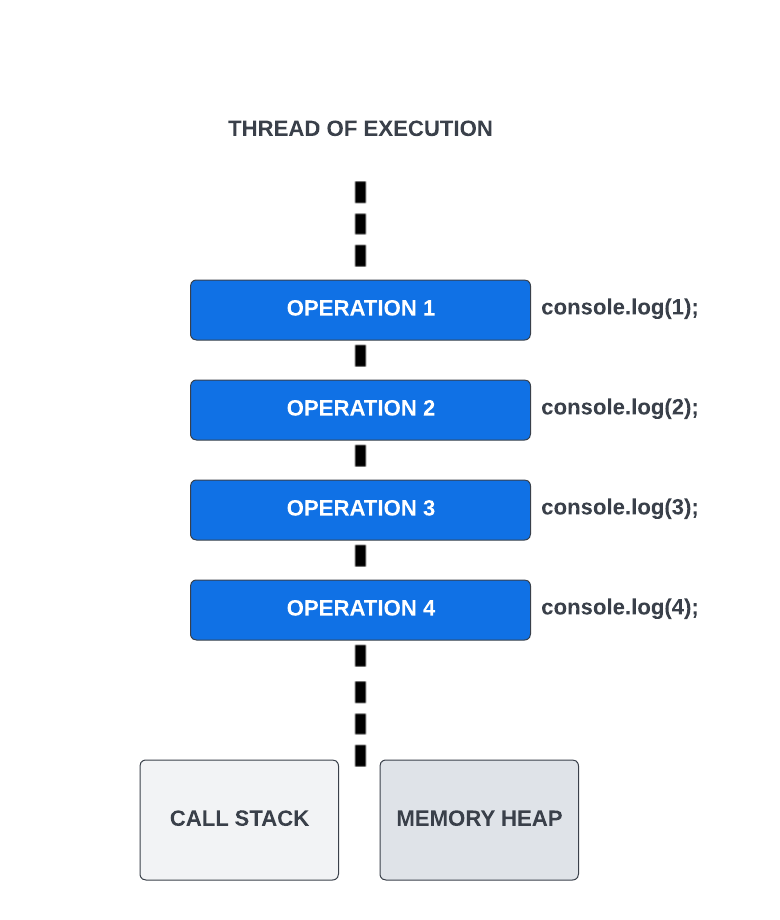 THREAD OF EXECUTION
OPERATION 1 console.log(1);
OPERATION 2 console.log(2);
OPERATION 3 console.log(3);
OPERATION 4 console.log(4);
CALL STACK MEMORY HEAP